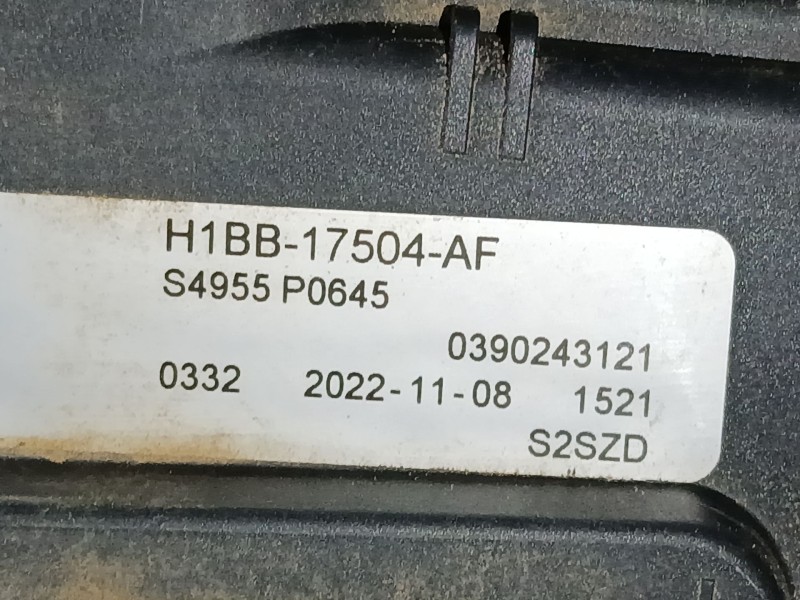 H1BB-17504-AF
S4955 P0645
0390243121
0332 2022-11-08 1521
S2SZD